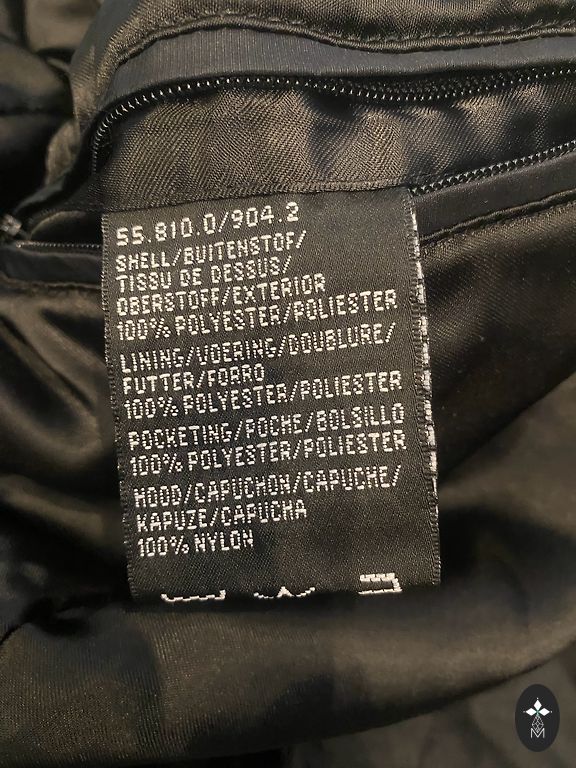 55.810.0/904.2
SHELL/BUITENSTOF/
TISSU DE DESSUS/
OBERSTOFF/EXTERIOR
100% POLYESTER/POLIESTER
LINING/VOERING/DOUBLURE/
FUTTER/FORRO
100% POLYESTER/POLIESTER
POCKETING/POCHE/BOLSILLO
100% POLYESTER/POLIESTER
HOOD/CAPUCHON/CAPUCHE/
KAPUZE/CAPUCHA
100% NYLON
M